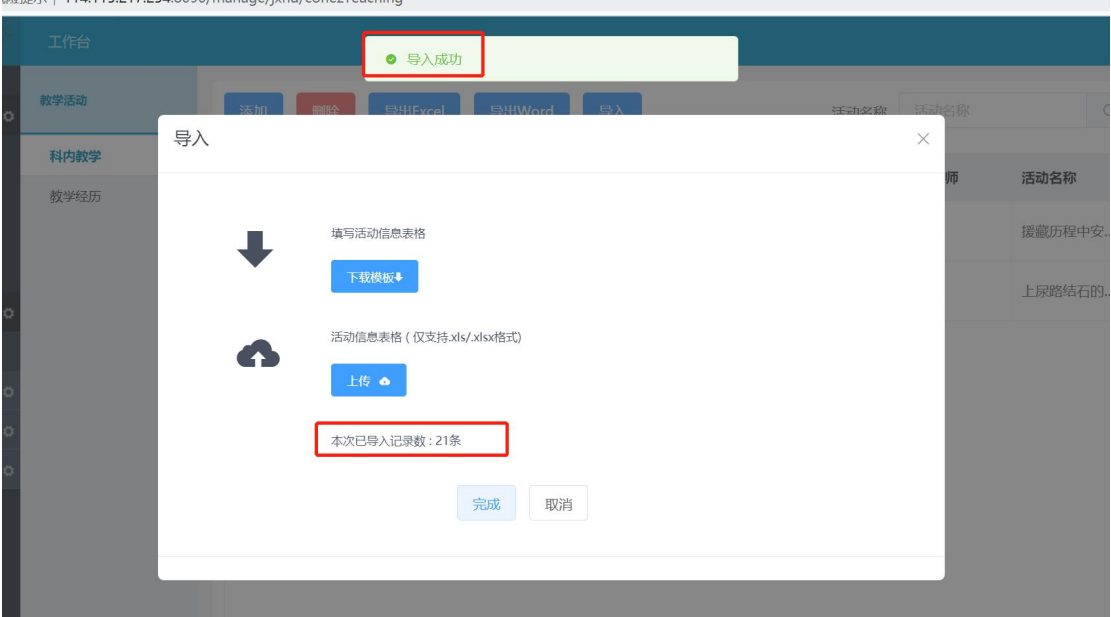 工作台
导入成功
教学活动
添加 删除 导出Excel 导出Word 导入 活动名称 活动名称
导入
科内教学
师 活动名称
教学经历
填写活动信息表格
援藏历程中安..
下载模板
上尿路结石的..
活动信息表格 ( 仅支持.xls/.xlsx格式)
上传
本次已导入记录数 : 21条
完成 取消